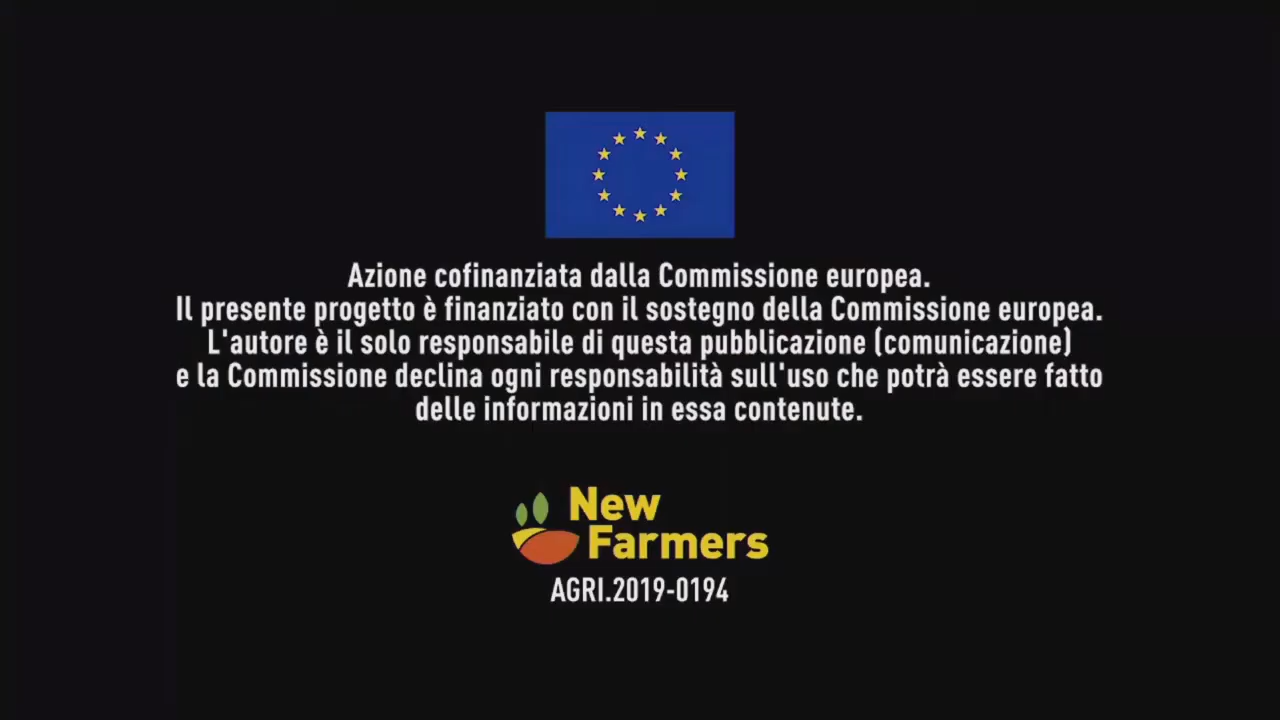 Azione cofinanziata dalla Commissione europea.
Il presente progetto è finanziato con il sostegno della Commissione europea.
L'autore è il solo responsabile di questa pubblicazione (comunicazione)
e la Commissione declina ogni responsabilità sull'uso che potrà essere fatto
delle informazioni in essa contenute.
New
Farmers
AGRI.2019-0194